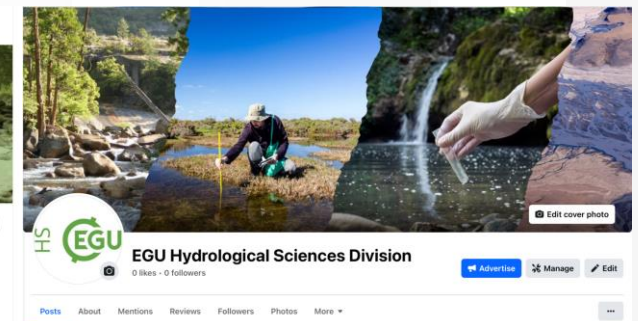 Edit cover photo
HS
EGU
EGU Hydrological Sciences Division
0 likes • 0 followers
Advertise
Manage
Edit
Posts
About
Mentions
Reviews
Followers
Photos
More